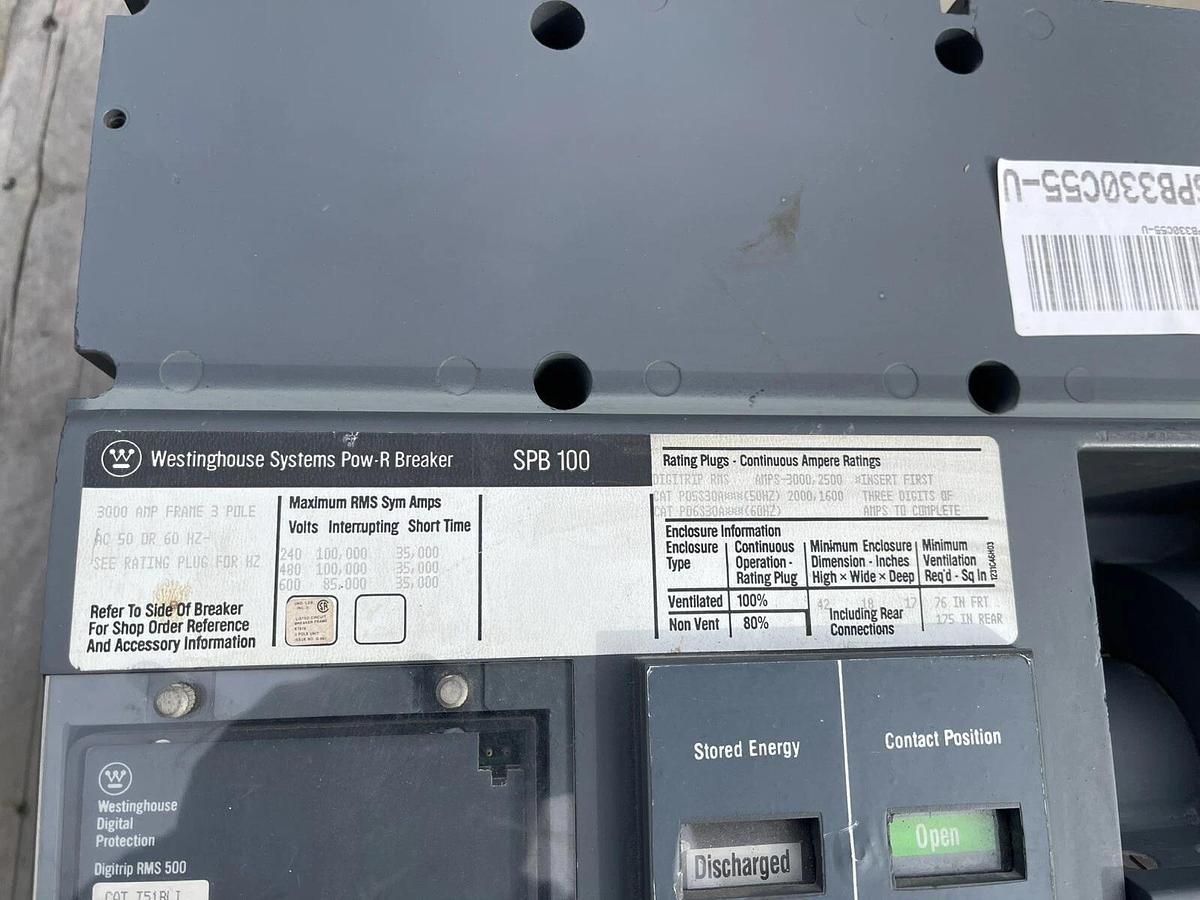 SPB330C55-U
PB330C55-U
Westinghouse Systems Pow-R Breaker SPB 100
3000 AMP FRAME 3 POLE
AC 50 OR 60 HZ-
SEE RATING PLUG FOR HZ
Refer To Side Of Breaker
For Shop Order Reference
And Accessory Information
Maximum RMS Sym Amps
Volts Interrupting Short Time
240 100,000 35,000
480 100,000 35,000
600 85,000 35,000
Rating Plugs - Continuous Ampere Ratings
DIGITRIP RMS AMPS-3000,2500 *INSERT FIRST
CAT PD5S30A***(50HZ) 2000,1600 THREE DIGITS OF
CAT PD6S30A***(60HZ) AMPS TO COMPLETE
Enclosure Information
Enclosure Type
Continuous Operation - Rating Plug
Minimum Enclosure Dimension - Inches High × Wide × Deep
Minimum Ventilation Req'd - Sq In
Ventilated 100%
Non Vent 80%
42 18 17
Including Rear
Connections
76 IN FRT
175 IN REAR
Stored Energy
Contact Position
Discharged
Open
Westinghouse
Digital
Protection
Digitrip RMS 500